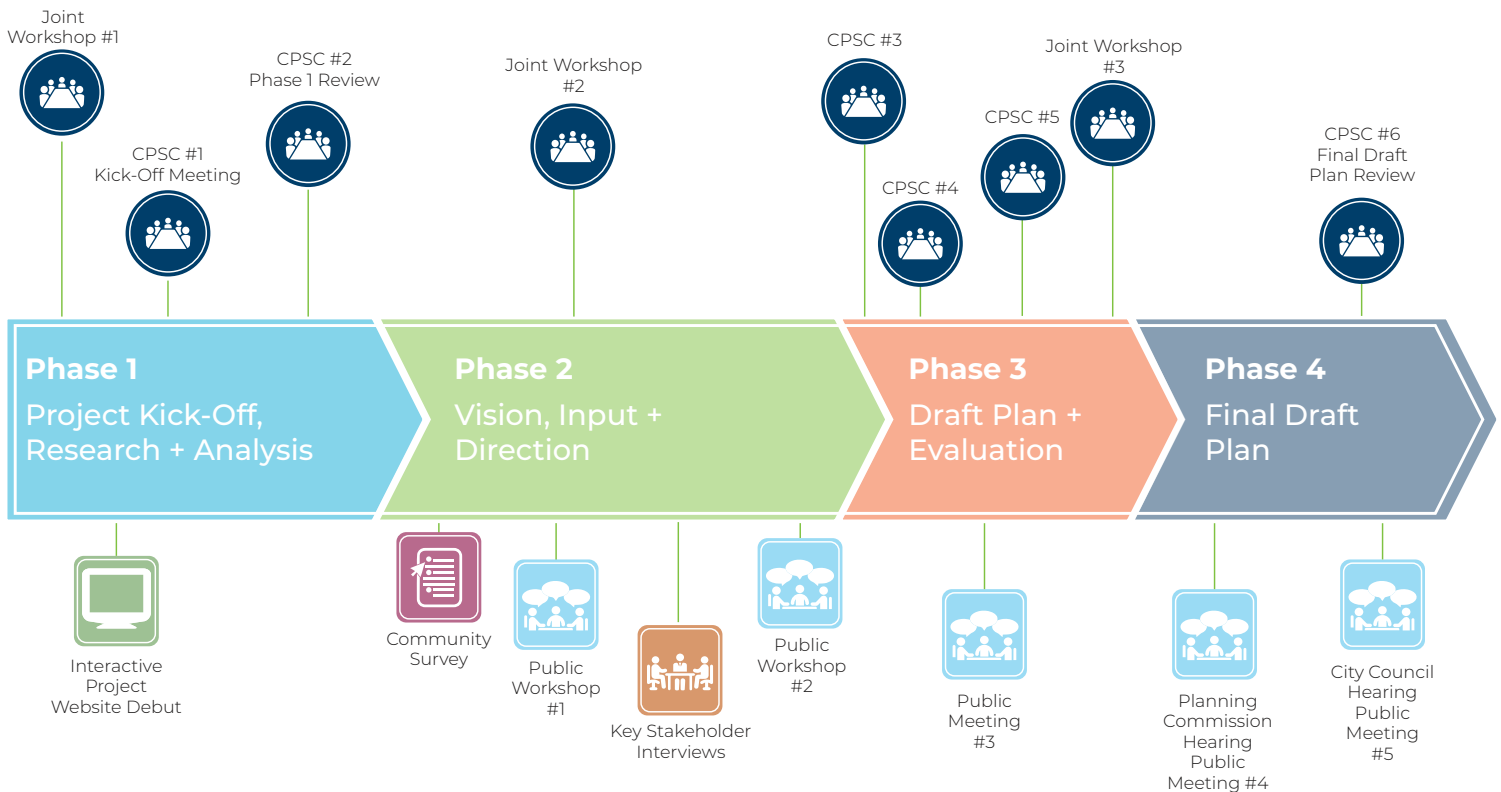 Joint
Workshop #1
CPSC #1
Kick-Off Meeting
CPSC #2
Phase 1 Review
Joint Workshop
#2
CPSC #3
CPSC #4
CPSC #5
Joint Workshop
#3
CPSC #6
Final Draft
Plan Review
Phase 1
Project Kick-Off,
Research + Analysis
Phase 2
Vision, Input +
Direction
Phase 3
Draft Plan +
Evaluation
Phase 4
Final Draft
Plan
Interactive
Project
Website Debut
Community
Survey
Public
Workshop
#1
Key Stakeholder
Interviews
Public
Workshop
#2
Public
Meeting
#3
Planning
Commission
Hearing
Public
Meeting #4
City Council
Hearing
Public
Meeting
#5